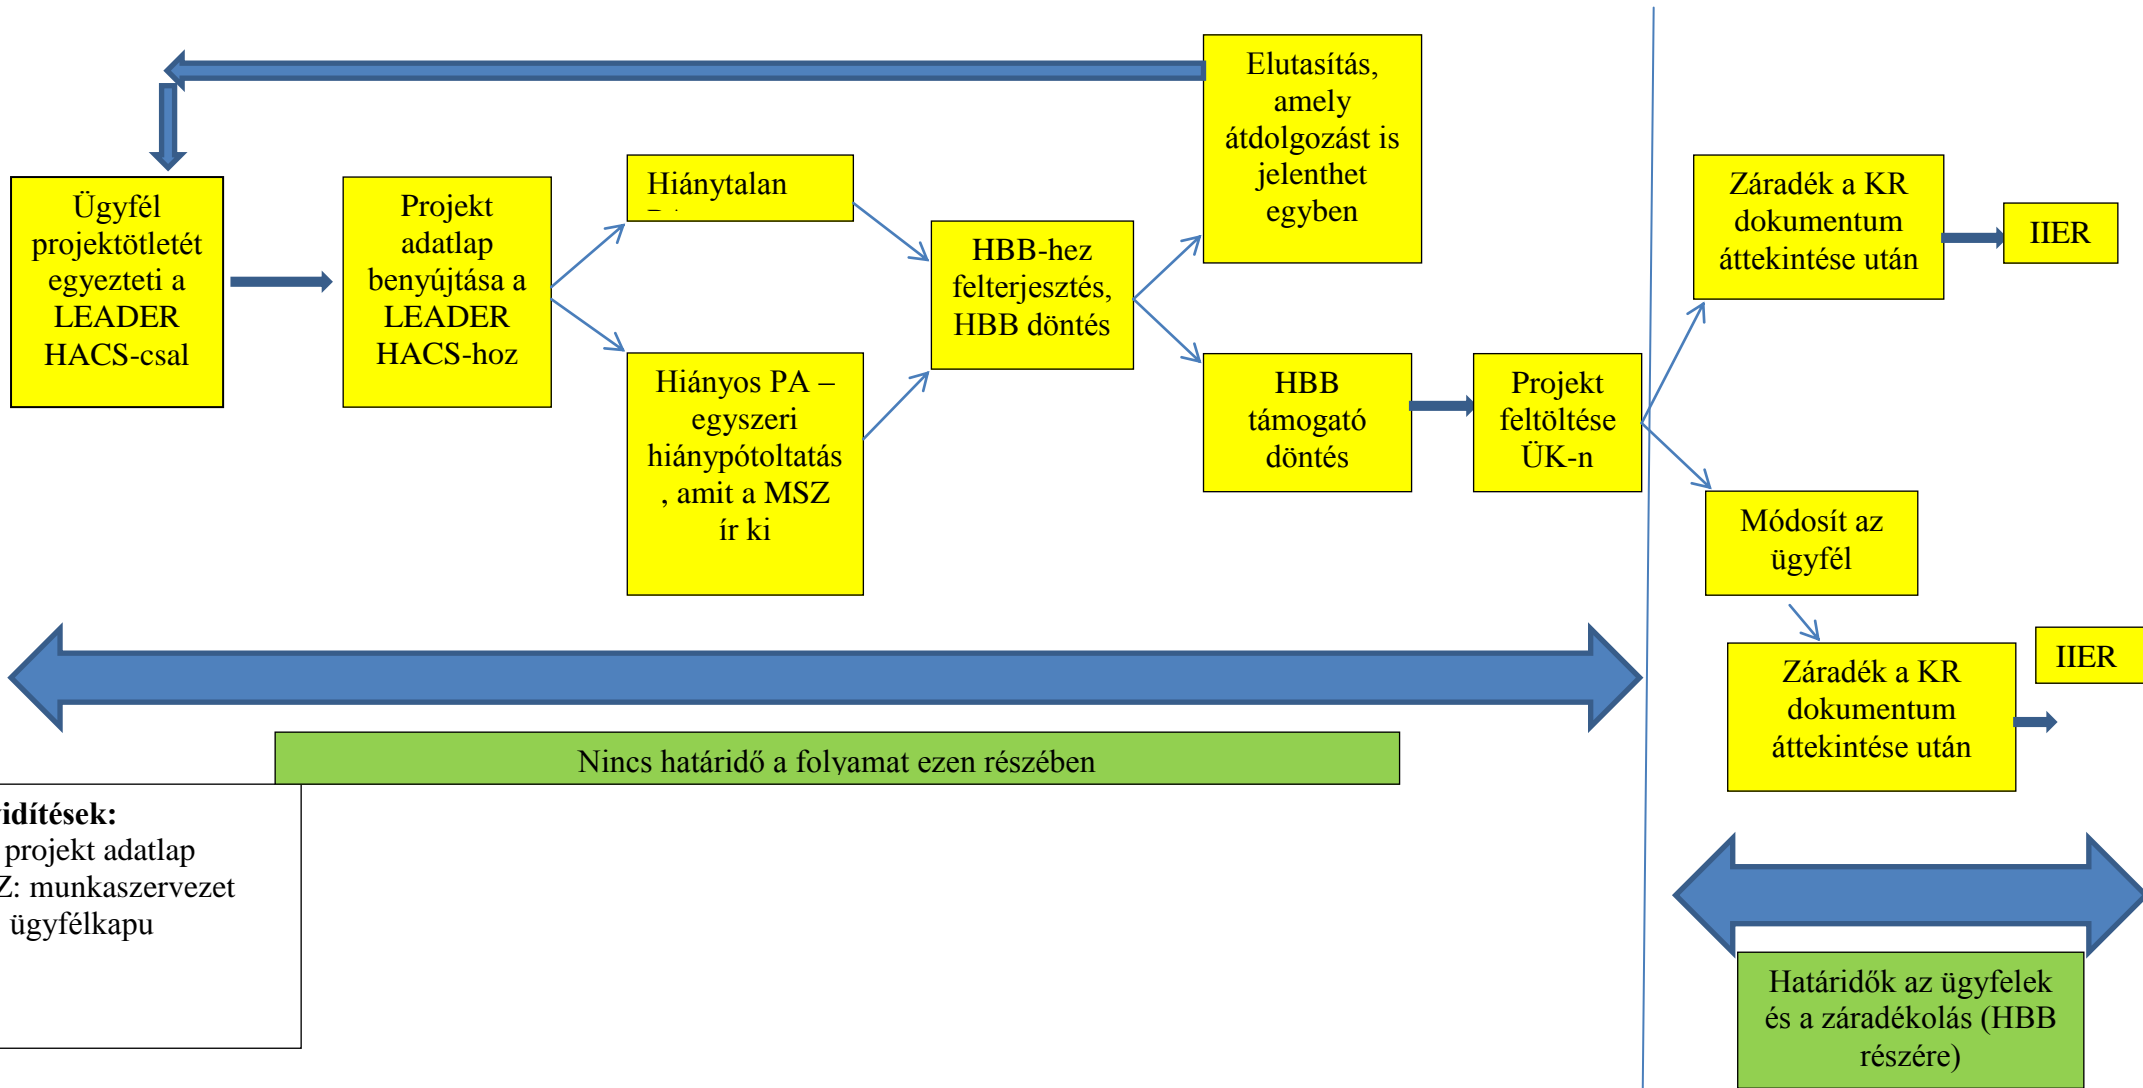 Ügyfél
projektötletét
egyezteti a
LEADER
HACS-csal
Projekt
adatlap
benyújtása a
LEADER
HACS-hoz
Hiánytalan
Hiányos PA –
egyszeri
hiánypótoltatás
, amit a MSZ
ír ki
HBB-hez
felterjesztés,
HBB döntés
Elutasítás,
amely
átdolgozást is
jelenthet
egyben
HBB
támogató
döntés
Projekt
feltöltése
ÜK-n
Záradék a KR
dokumentum
áttekintése után
IIER
Módosít az
ügyfél
Záradék a KR
dokumentum
áttekintése után
IIER
Nincs határidő a folyamat ezen részében
vidítések:
projekt adatlap
Z: munkaszervezet
ügyfélkapu
Határidők az ügyfelek
és a záradékolás (HBB
részére)